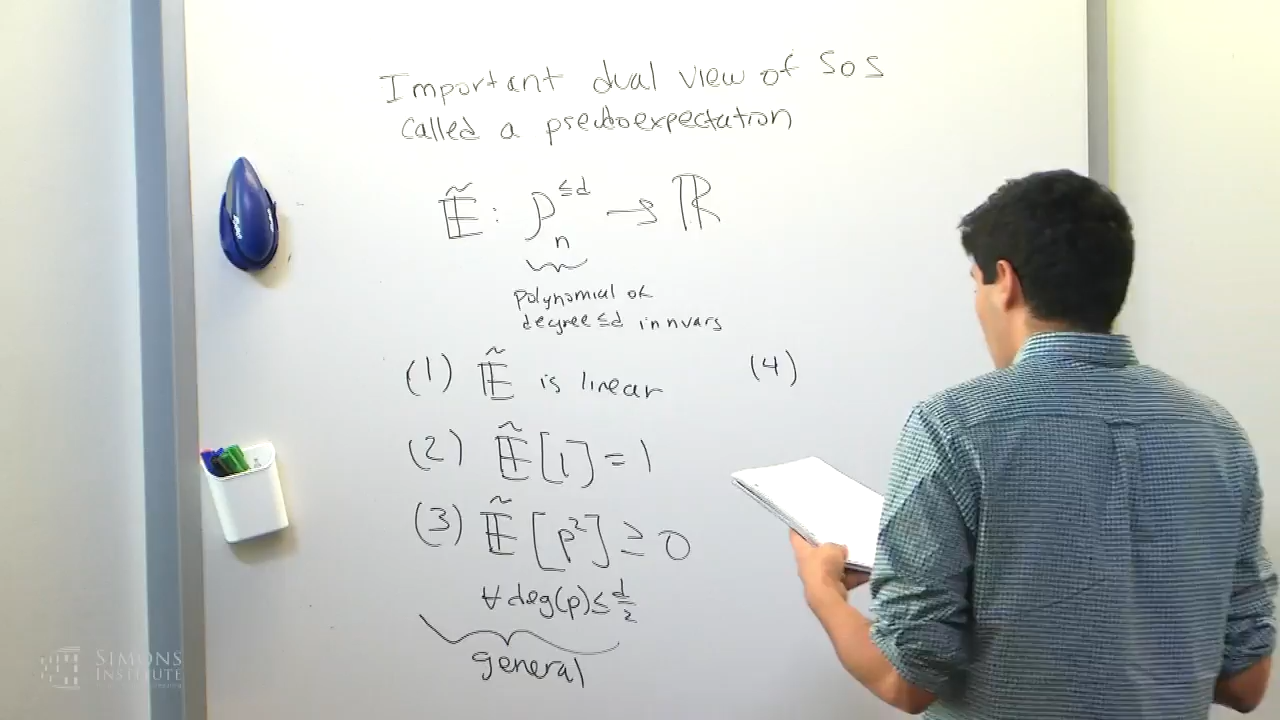 Important dual view of SoS
called a pseudoexpectation
Ẽ : P_n^{≤d} → ℝ
polynomial of
degree ≤d in n vars
(1) Ẽ is linear
(2) Ẽ[1] = 1
(3) Ẽ[p²] ≥ 0
∀ deg(p) ≤ d/2
general
(4)
EXPO
SIMONS
INSTITUTE